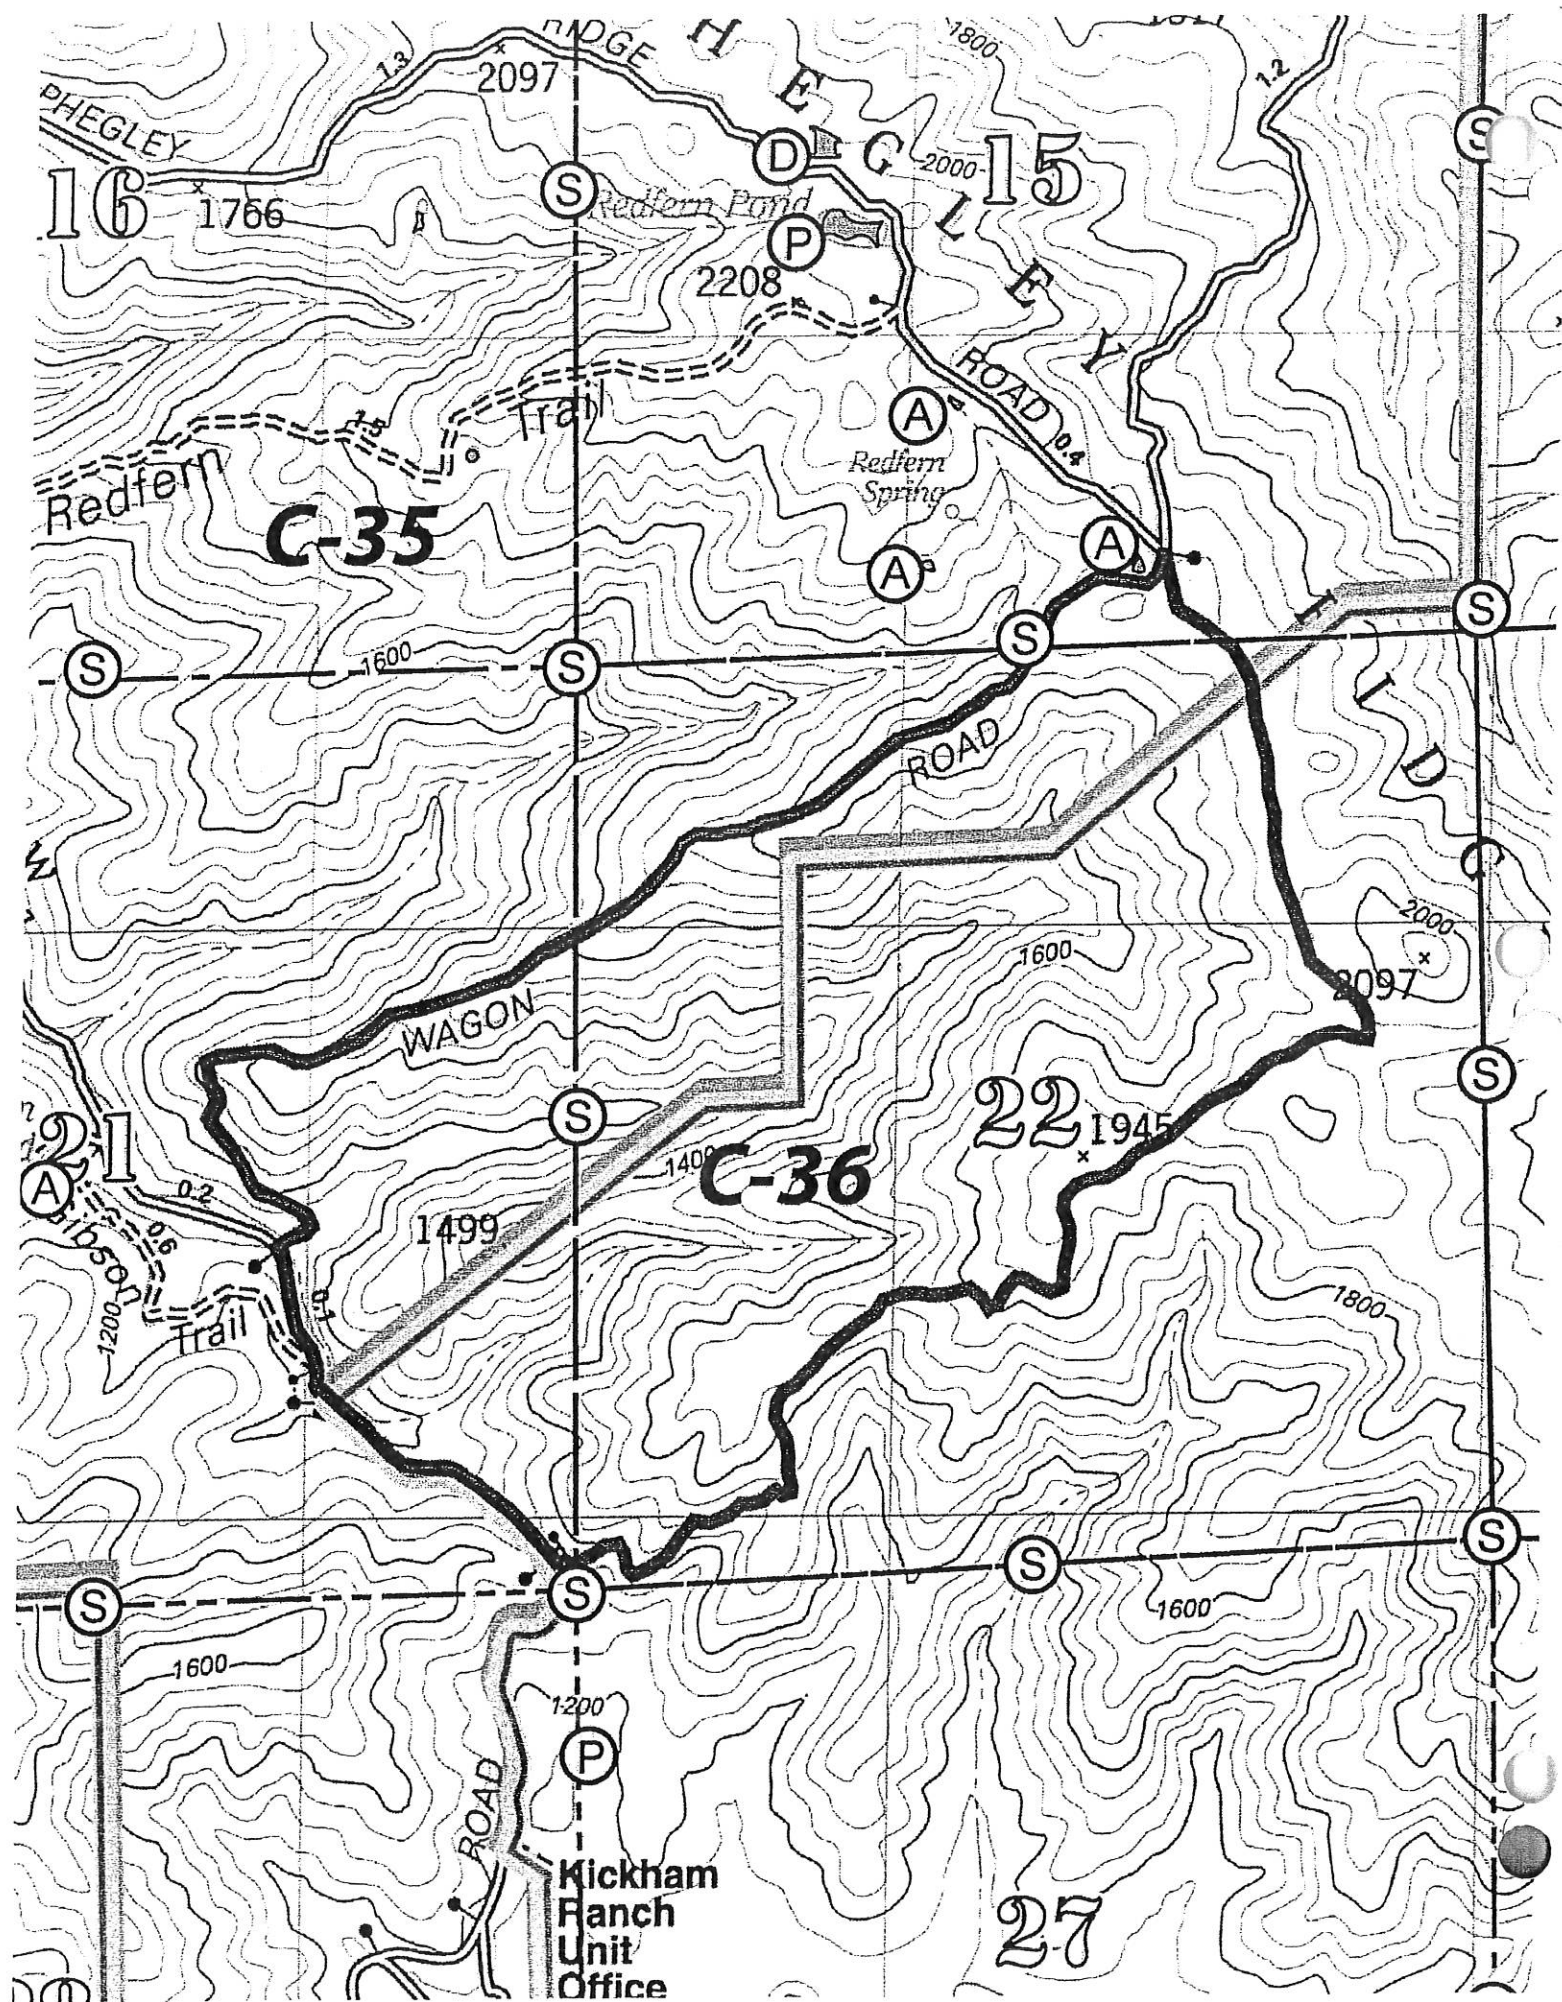 RIDGE
H
1800
1.3
2097
E
1.2
PHEGLEY
D
G
2000
15
S
16
1766
S
Redfern Pond
L
P
2208
E
Y
ROAD
Trail
A
1.5
0.4
Redfern
Redfern
Spring
C-35
A
A
S
S
1600
S
S
I
ROAD
D
G
2000
1600
2097
WAGON
S
22
1945
21
S
1400
C-36
A
0.2
0.6
1499
Gibson
0.1
1800
1200
Trail
S
S
S
S
1600
1600
1200
P
ROAD
Kickham
Ranch
Unit
Office
27